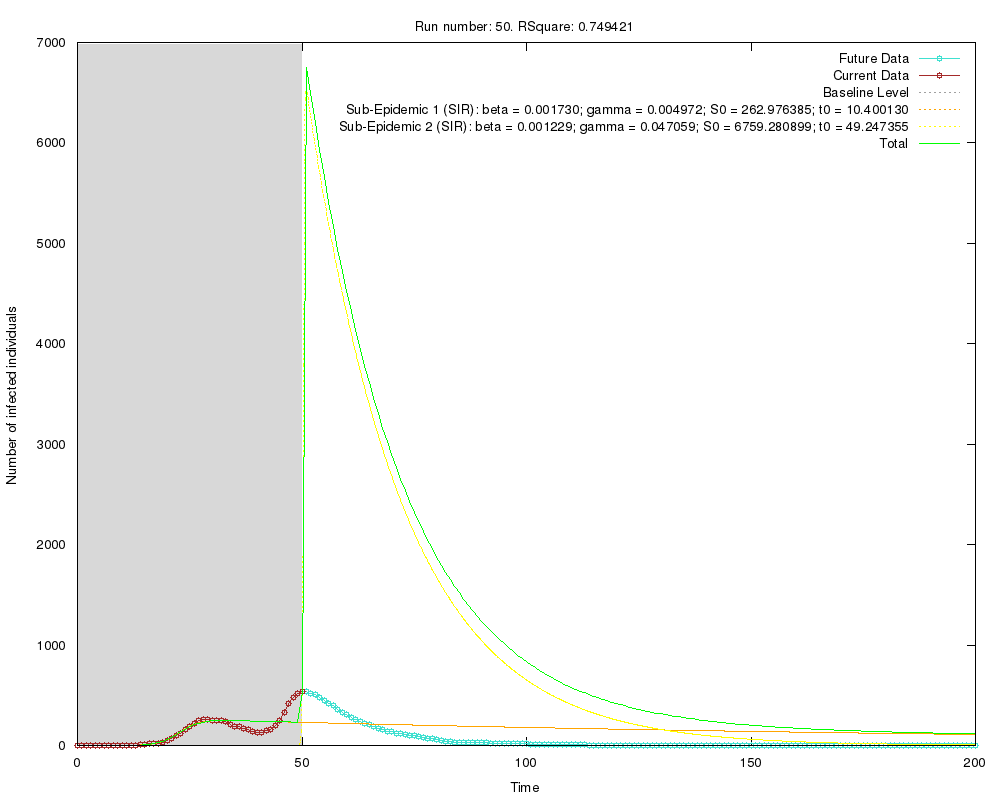 Run number: 50. RSquare: 0.749421
Future Data
Current Data
Baseline Level
Sub-Epidemic 1 (SIR): beta = 0.001730; gamma = 0.004972; S0 = 262.976385; t0 = 10.400130
Sub-Epidemic 2 (SIR): beta = 0.001229; gamma = 0.047059; S0 = 6759.280899; t0 = 49.247355
Total
7000
6000
5000
4000
3000
2000
1000
0
Number of infected individuals
0 50 100 150 200
Time